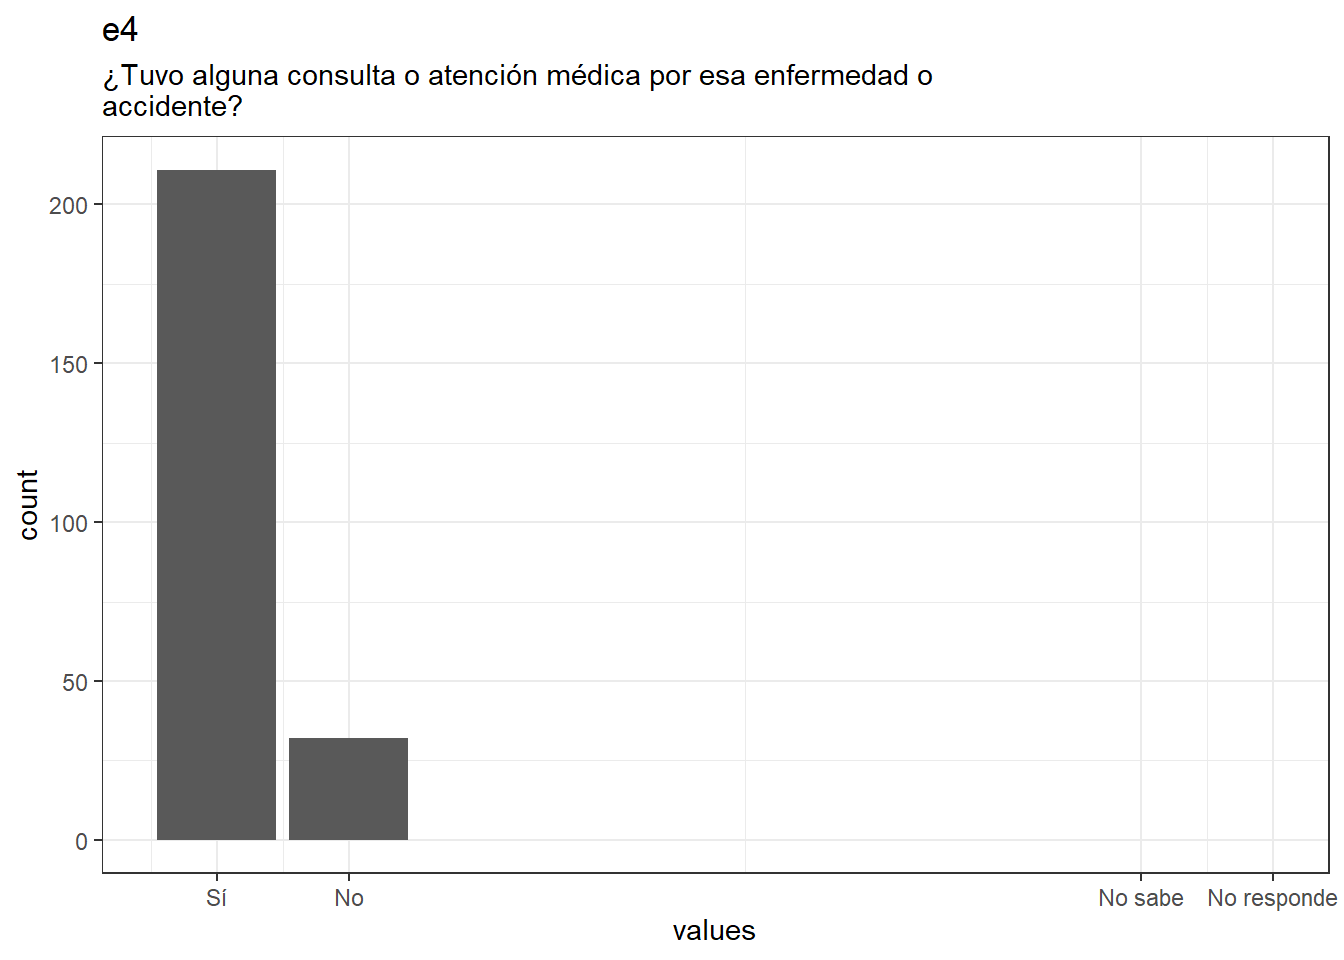 e4
¿Tuvo alguna consulta o atención médica por esa enfermedad o
accidente?
count
200
150
100
50
0
Sí No No sabe No responde
values